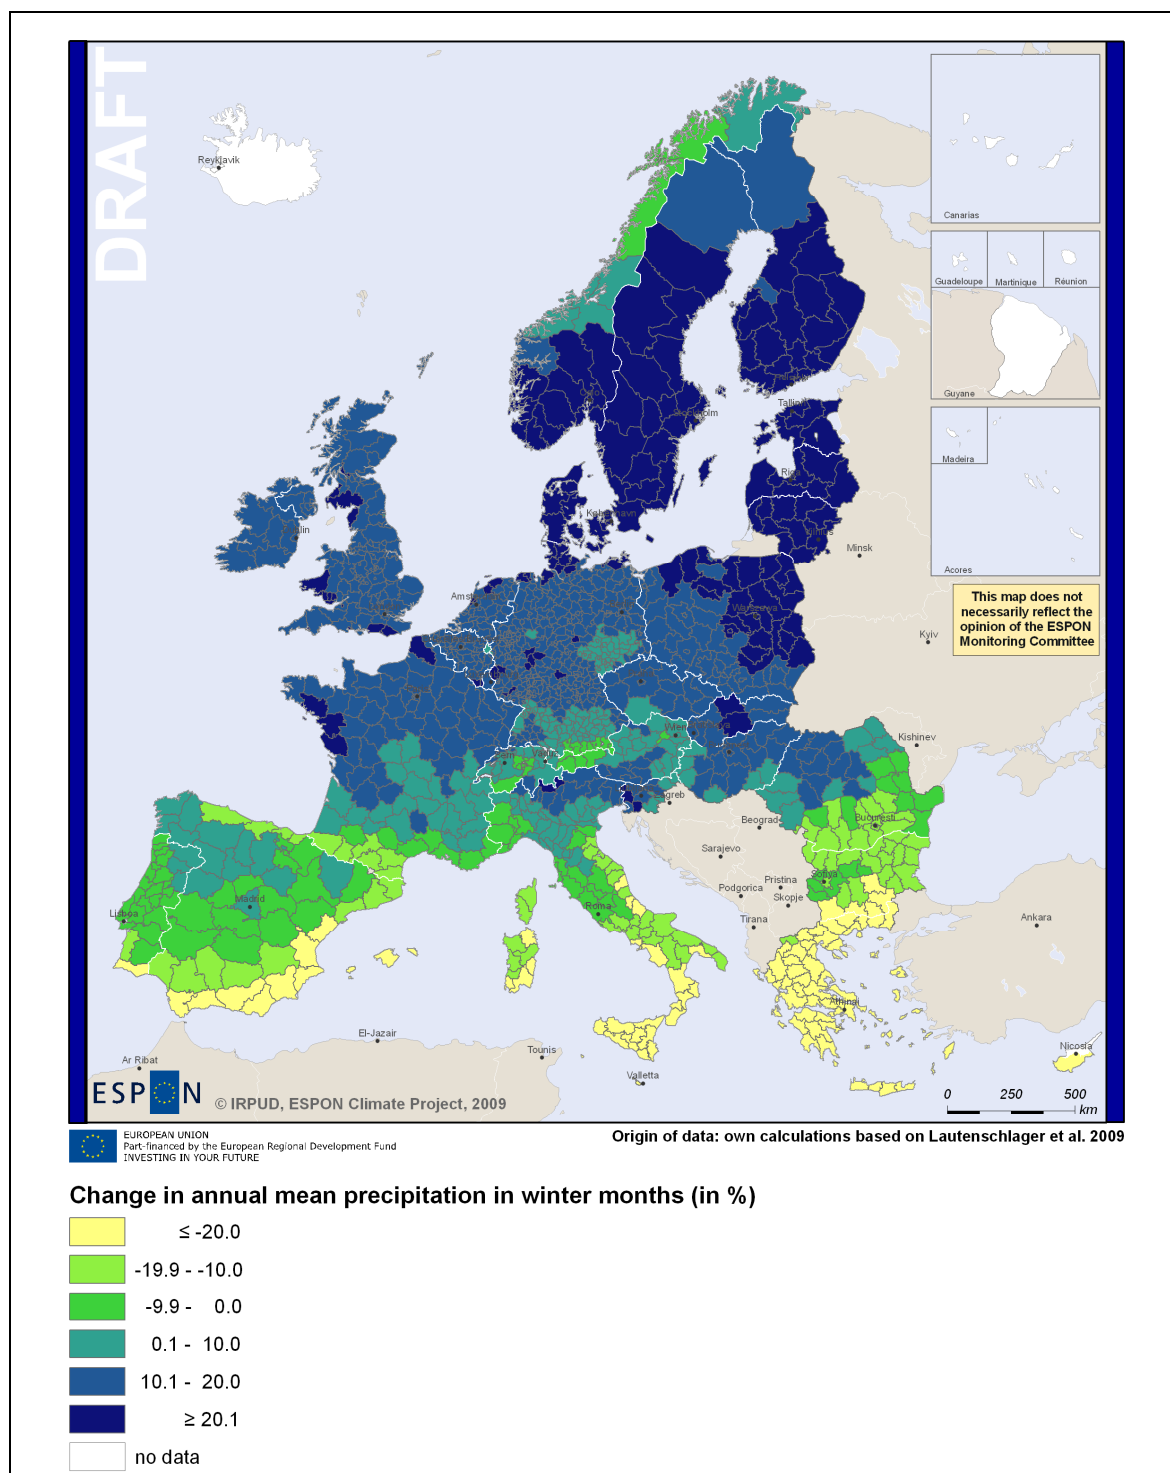 DRAFT
Reykjavik
Canarias
Guadeloupe
Martinique
Réunion
Guyane
Madeira
Acores
Oslo
Stockholm
Tallinn
Riga
Vilnius
Minsk
København
Warszawa
Kyiv
Kishinev
Wien
Zagreb
Beograd
Bucuresti
Sarajevo
Pristina
Sofiya
Podgorica
Skopje
Tirana
Ankara
Madrid
Lisboa
Roma
Athinai
Nicosia
El-Jazair
Tounis
Ar Ribat
Valletta
This map does not
necessarily reflect the
opinion of the ESPON
Monitoring Committee
ESPON
© IRPUD, ESPON Climate Project, 2009
0 250 500
km
EUROPEAN UNION
Part-financed by the European Regional Development Fund
INVESTING IN YOUR FUTURE
Origin of data: own calculations based on Lautenschlager et al. 2009
Change in annual mean precipitation in winter months (in %)
≤ -20.0
-19.9 - -10.0
-9.9 - 0.0
0.1 - 10.0
10.1 - 20.0
≥ 20.1
no data